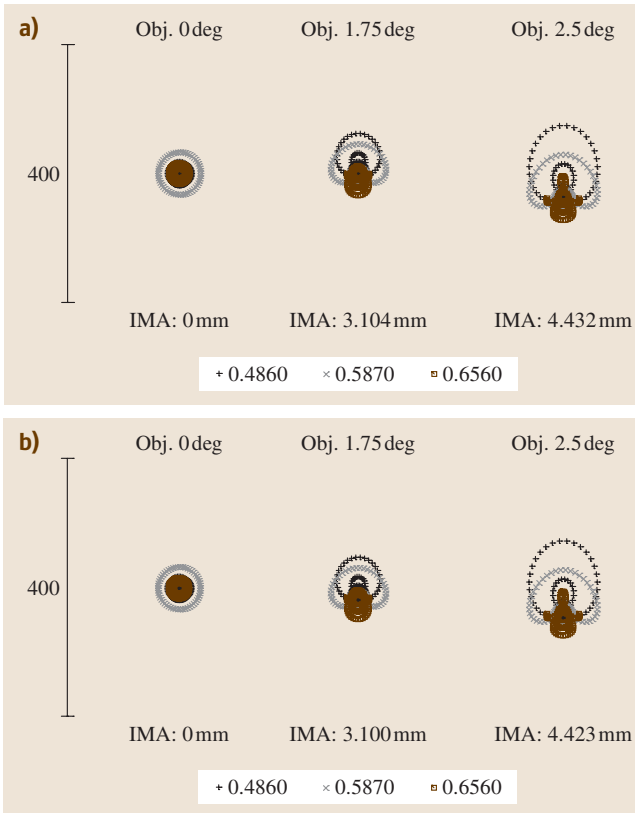 a)
Obj. 0 deg Obj. 1.75 deg Obj. 2.5 deg
400
IMA: 0 mm IMA: 3.104 mm IMA: 4.432 mm
+ 0.4860 × 0.5870 0.6560
b)
Obj. 0 deg Obj. 1.75 deg Obj. 2.5 deg
400
IMA: 0 mm IMA: 3.100 mm IMA: 4.423 mm
+ 0.4860 × 0.5870 0.6560